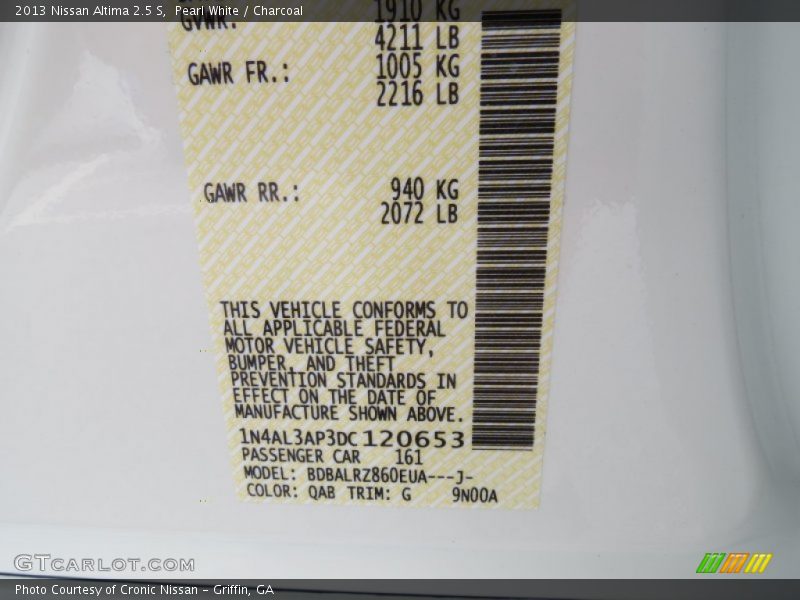 2013 Nissan Altima 2.5 S, Pearl White / Charcoal
GVWR: 1910 KG
4211 LB
GAWR FR.: 1005 KG
2216 LB
GAWR RR.: 940 KG
2072 LB
THIS VEHICLE CONFORMS TO
ALL APPLICABLE FEDERAL
MOTOR VEHICLE SAFETY,
BUMPER, AND THEFT
PREVENTION STANDARDS IN
EFFECT ON THE DATE OF
MANUFACTURE SHOWN ABOVE.
1N4AL3AP3DC120653
PASSENGER CAR 161
MODEL: BDBALRZ860EUA---J-
COLOR: QAB TRIM: G 9N00A
GTCARLOT.COM
Photo Courtesy of Cronic Nissan - Griffin, GA